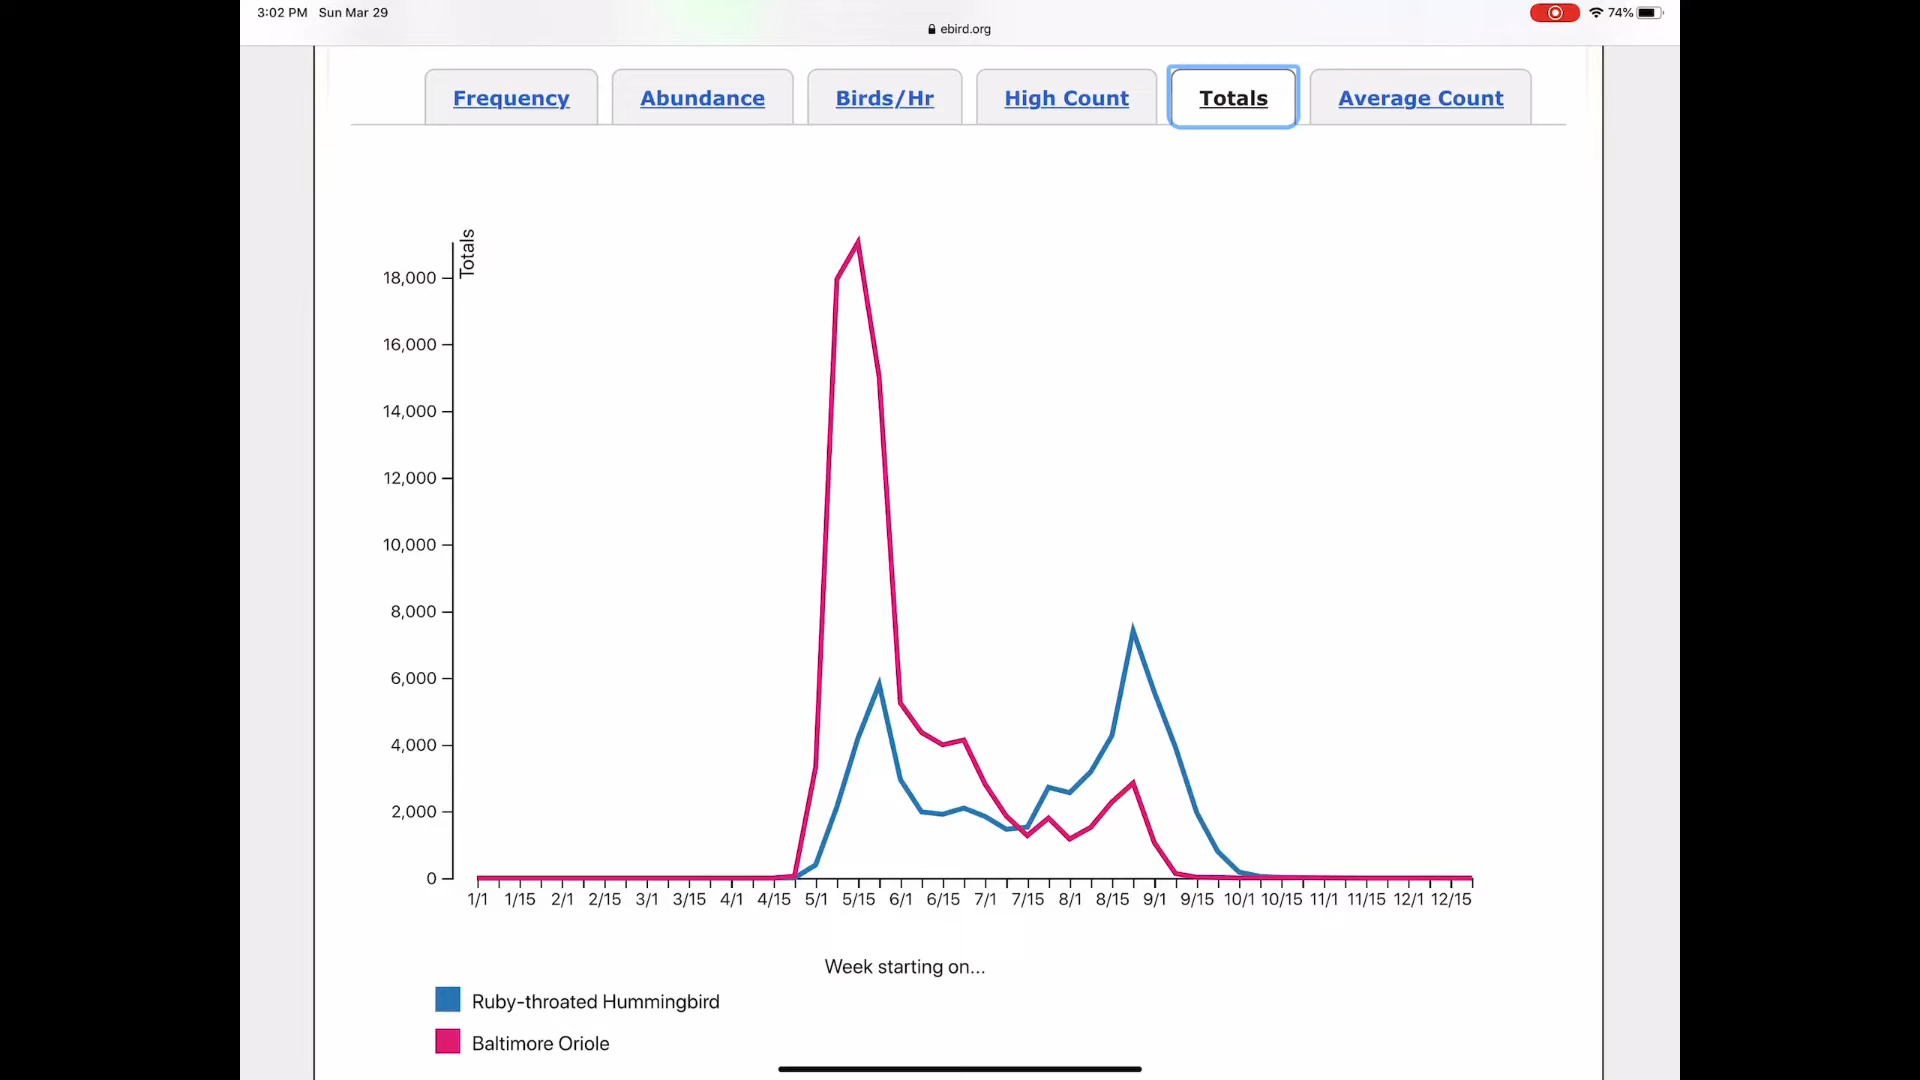 3:02 PM Sun Mar 29
74%
ebird.org
Frequency Abundance Birds/Hr High Count Totals Average Count
Totals
18,000
16,000
14,000
12,000
10,000
8,000
6,000
4,000
2,000
0
1/1 1/15 2/1 2/15 3/1 3/15 4/1 4/15 5/1 5/15 6/1 6/15 7/1 7/15 8/1 8/15 9/1 9/15 10/1 10/15 11/1 11/15 12/1 12/15
Week starting on...
Ruby-throated Hummingbird
Baltimore Oriole